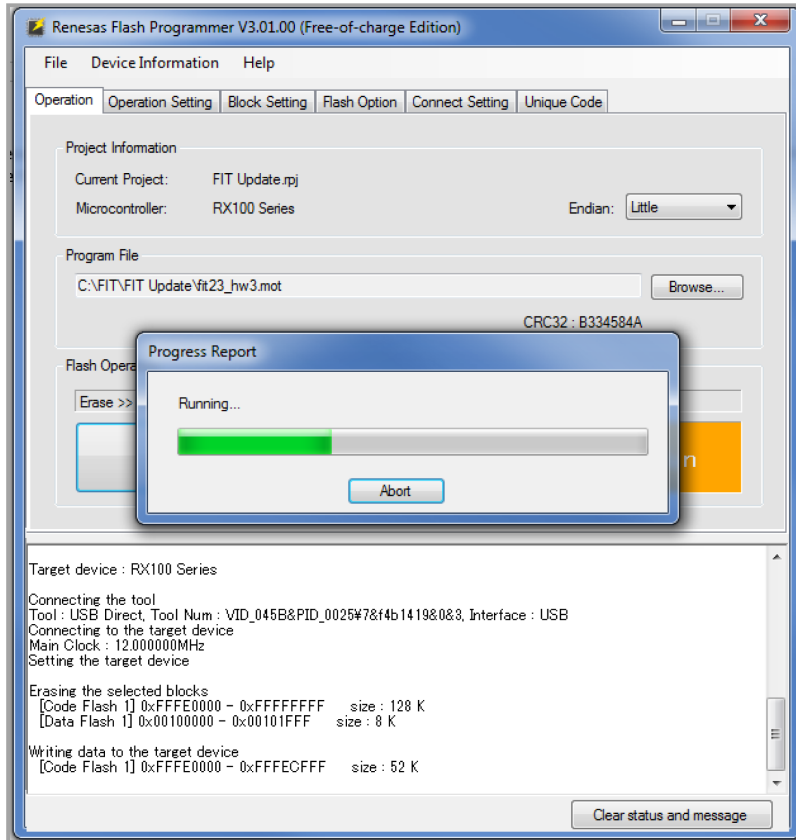 Renesas Flash Programmer V3.01.00 (Free-of-charge Edition)
File Device Information Help
Operation Operation Setting Block Setting Flash Option Connect Setting Unique Code
Project Information
Current Project: FIT Update.rpj
Microcontroller: RX100 Series Endian: Little
Program File
C:\FIT\FIT Update\fit23_hw3.mot Browse...
CRC32 : B334584A
Progress Report
Flash Opera
Erase >> Running...
n
Abort
Target device : RX100 Series
Connecting the tool
Tool : USB Direct, Tool Num : VID_045B&PID_0025¥7&f4b1419&0&3, Interface : USB
Connecting to the target device
Main Clock : 12.000000MHz
Setting the target device
Erasing the selected blocks
[Code Flash 1] 0xFFFE0000 - 0xFFFFFFFF size : 128 K
[Data Flash 1] 0x00100000 - 0x00101FFF size : 8 K
Writing data to the target device
[Code Flash 1] 0xFFFE0000 - 0xFFFECFFF size : 52 K
Clear status and message